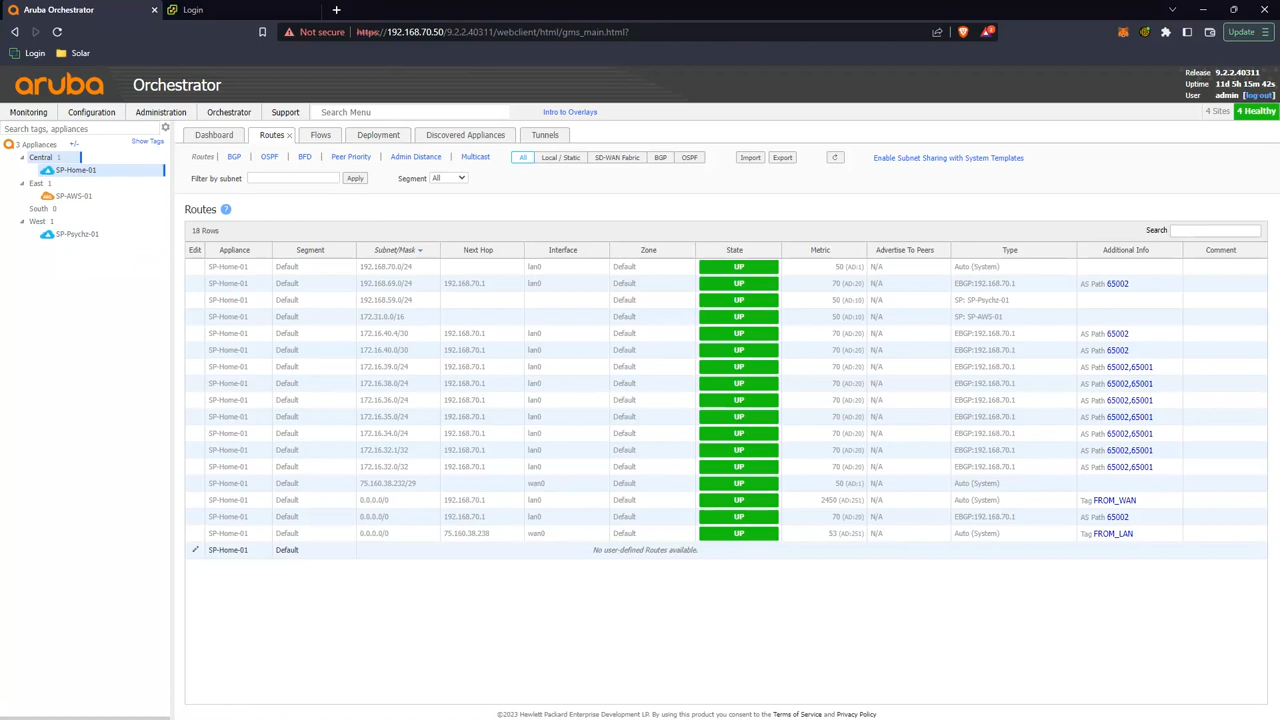 Aruba Orchestrator × Login +
Not secure https://192.168.70.50/9.2.2.40311/webclient/html/gms_main.html? Update
Login Solar
aruba Orchestrator
Release 9.2.2.40311
Uptime 11d 5h 15m 42s
User admin [log out]
Monitoring Configuration Administration Orchestrator Support Search Menu Intro to Overlays 4 Sites 4 Healthy
Search tags, appliances
3 Appliances +/- Show Tags
Central 1
SP-Home-01
East 1
SP-AWS-01
South 0
West 1
SP-Psychz-01
Dashboard Routes × Flows Deployment Discovered Appliances Tunnels
Routes BGP OSPF BFD Peer Priority Admin Distance Multicast All Local / Static SD-WAN Fabric BGP OSPF Import Export Enable Subnet Sharing with System Templates
Filter by subnet Apply Segment All
Routes ?
18 Rows Search
Edit Appliance Segment Subnet/Mask Next Hop Interface Zone State Metric Advertise To Peers Type Additional Info Comment
SP-Home-01 Default 192.168.70.0/24 lan0 Default UP 50 (AD:1) N/A Auto (System)
SP-Home-01 Default 192.168.69.0/24 192.168.70.1 lan0 Default UP 70 (AD:20) N/A EBGP:192.168.70.1 AS Path 65002
SP-Home-01 Default 192.168.59.0/24 Default UP 50 (AD:10) N/A SP: SP-Psychz-01
SP-Home-01 Default 172.31.0.0/16 Default UP 50 (AD:10) N/A SP: SP-AWS-01
SP-Home-01 Default 172.16.40.4/30 192.168.70.1 lan0 Default UP 70 (AD:20) N/A EBGP:192.168.70.1 AS Path 65002
SP-Home-01 Default 172.16.40.0/30 192.168.70.1 lan0 Default UP 70 (AD:20) N/A EBGP:192.168.70.1 AS Path 65002
SP-Home-01 Default 172.16.39.0/24 192.168.70.1 lan0 Default UP 70 (AD:20) N/A EBGP:192.168.70.1 AS Path 65002,65001
SP-Home-01 Default 172.16.38.0/24 192.168.70.1 lan0 Default UP 70 (AD:20) N/A EBGP:192.168.70.1 AS Path 65002,65001
SP-Home-01 Default 172.16.36.0/24 192.168.70.1 lan0 Default UP 70 (AD:20) N/A EBGP:192.168.70.1 AS Path 65002,65001
SP-Home-01 Default 172.16.35.0/24 192.168.70.1 lan0 Default UP 70 (AD:20) N/A EBGP:192.168.70.1 AS Path 65002,65001
SP-Home-01 Default 172.16.34.0/24 192.168.70.1 lan0 Default UP 70 (AD:20) N/A EBGP:192.168.70.1 AS Path 65002,65001
SP-Home-01 Default 172.16.32.1/32 192.168.70.1 lan0 Default UP 70 (AD:20) N/A EBGP:192.168.70.1 AS Path 65002,65001
SP-Home-01 Default 172.16.32.0/32 192.168.70.1 lan0 Default UP 70 (AD:20) N/A EBGP:192.168.70.1 AS Path 65002,65001
SP-Home-01 Default 75.160.38.232/29 wan0 Default UP 50 (AD:1) N/A Auto (System)
SP-Home-01 Default 0.0.0.0/0 192.168.70.1 lan0 Default UP 2450 (AD:251) N/A Auto (System) Tag FROM_WAN
SP-Home-01 Default 0.0.0.0/0 192.168.70.1 lan0 Default UP 70 (AD:20) N/A EBGP:192.168.70.1 AS Path 65002
SP-Home-01 Default 0.0.0.0/0 75.160.38.238 wan0 Default UP 53 (AD:251) N/A Auto (System) Tag FROM_LAN
SP-Home-01 Default No user-defined Routes available.
©2023 Hewlett Packard Enterprise Development LP. By using this product you consent to the Terms of Service and Privacy Policy